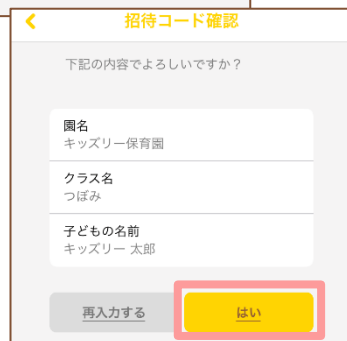 招待コード確認
下記の内容でよろしいですか？
園名
キッズリー保育園
クラス名
つぼみ
子どもの名前
キッズリー 太郎
再入力する
はい